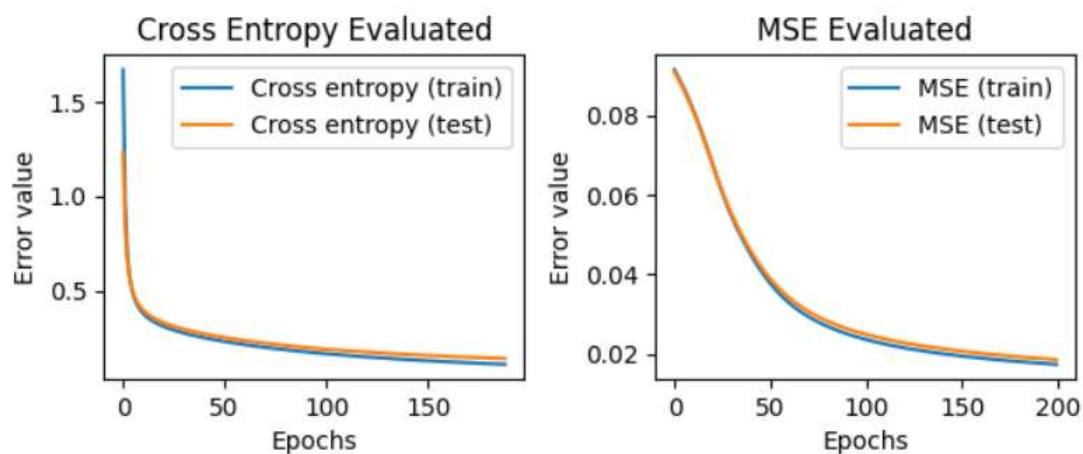 Cross Entropy Evaluated
Cross entropy (train)
Cross entropy (test)
Error value
1.5
1.0
0.5
0
50
100
150
Epochs
MSE Evaluated
MSE (train)
MSE (test)
Error value
0.08
0.06
0.04
0.02
0
50
100
150
200
Epochs